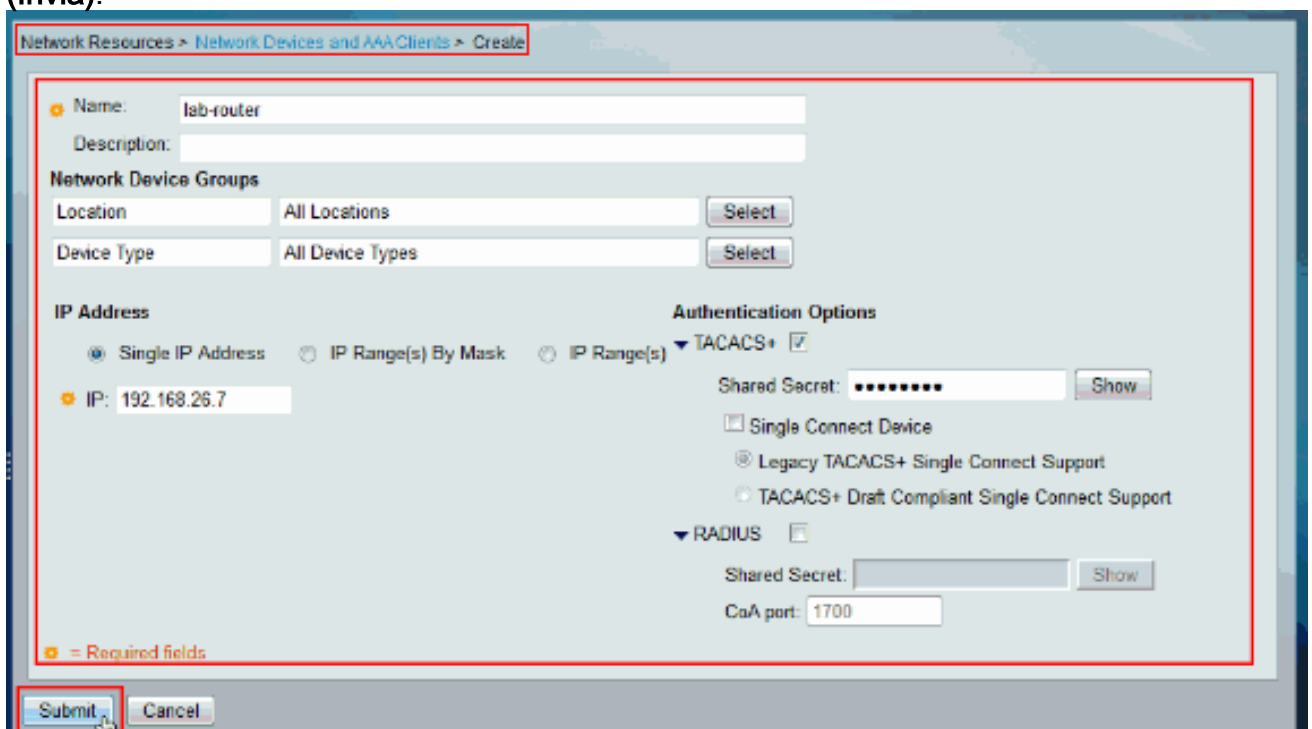 (Invia).
Network Resources > Network Devices and AAA Clients > Create
Name: lab-router
Description:
Network Device Groups
Location All Locations Select
Device Type All Device Types Select
IP Address Authentication Options
Single IP Address IP Range(s) By Mask IP Range(s) TACACS+
IP: 192.168.26.7 Shared Secret: •••••••• Show
Single Connect Device
Legacy TACACS+ Single Connect Support
TACACS+ Draft Compliant Single Connect Support
RADIUS
Shared Secret: Show
CoA port: 1700
= Required fields
Submit Cancel